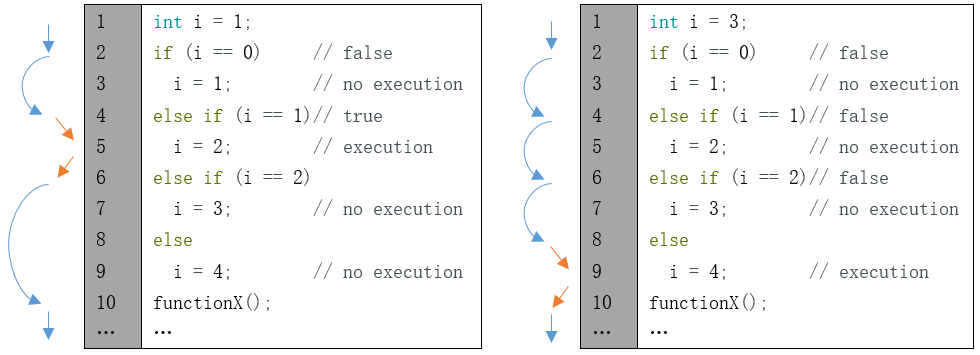 1 int i = 1;
2 if (i == 0) // false
3 i = 1; // no execution
4 else if (i == 1)// true
5 i = 2; // execution
6 else if (i == 2)
7 i = 3; // no execution
8 else
9 i = 4; // no execution
10 functionX();
... ...
1 int i = 3;
2 if (i == 0) // false
3 i = 1; // no execution
4 else if (i == 1)// false
5 i = 2; // no execution
6 else if (i == 2)// false
7 i = 3; // no execution
8 else
9 i = 4; // execution
10 functionX();
... ...